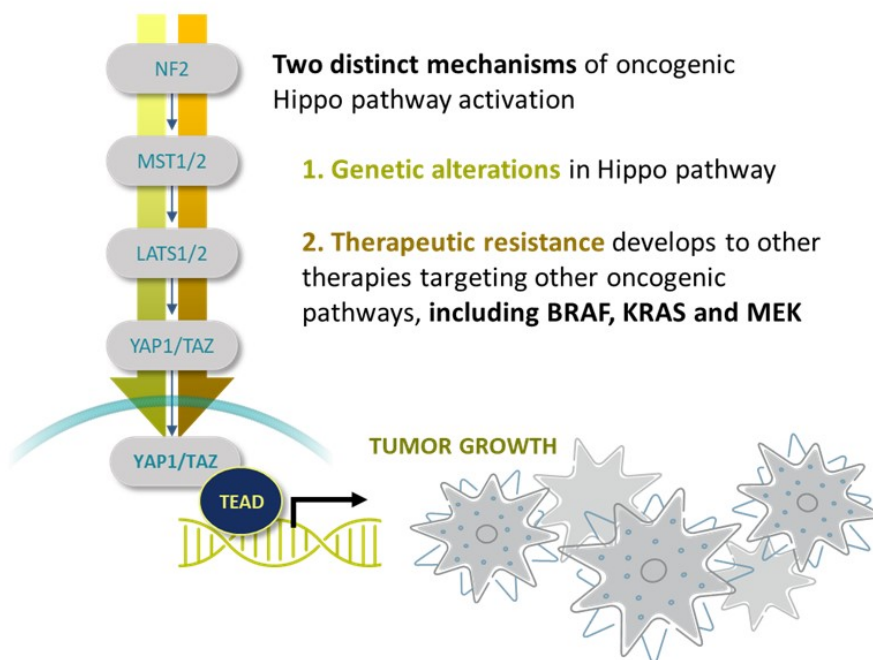 NF2
MST1/2
LATS1/2
YAP1/TAZ
YAP1/TAZ
TEAD
Two distinct mechanisms of oncogenic
Hippo pathway activation
1. Genetic alterations in Hippo pathway
2. Therapeutic resistance develops to other
therapies targeting other oncogenic
pathways, including BRAF, KRAS and MEK
TUMOR GROWTH